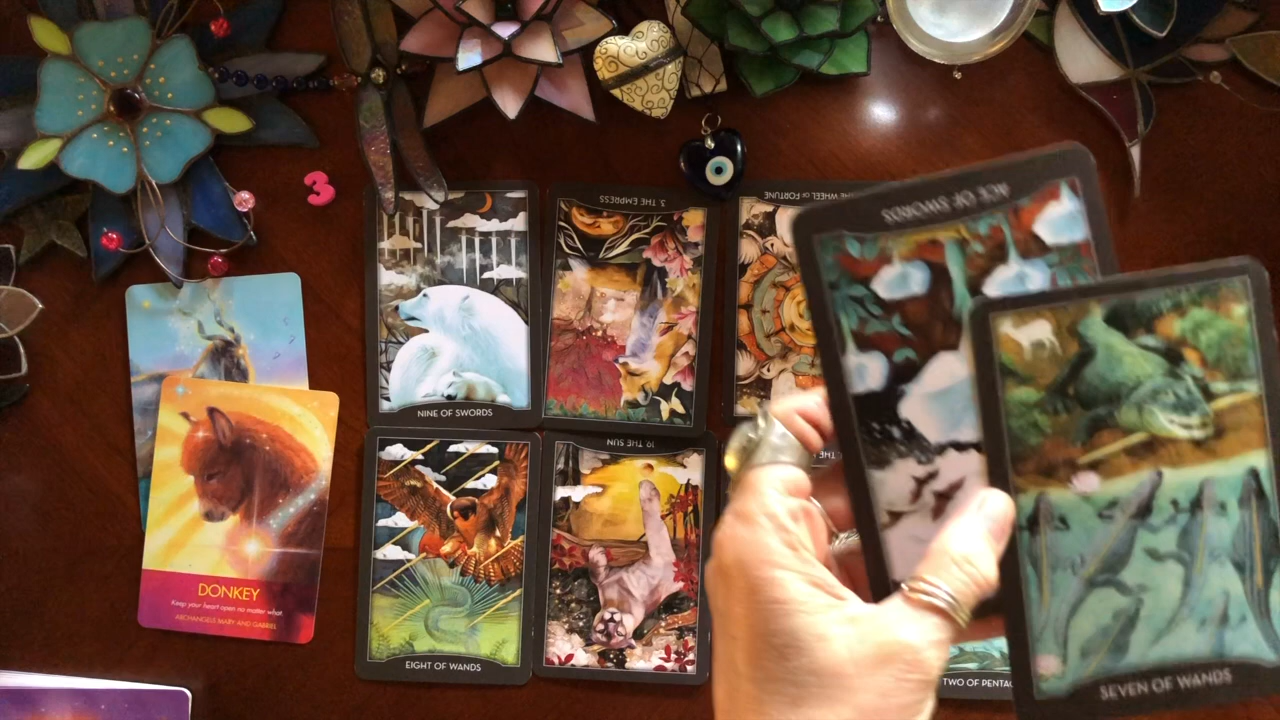 3
3. THE EMPRESS
THE WHEEL OF FORTUNE
ACE OF SWORDS
NINE OF SWORDS
19. THE SUN
THE
DONKEY
Keep your heart open no matter what.
ARCHANGELS MARY AND GABRIEL
EIGHT OF WANDS
TWO OF PENTAC
SEVEN OF WANDS